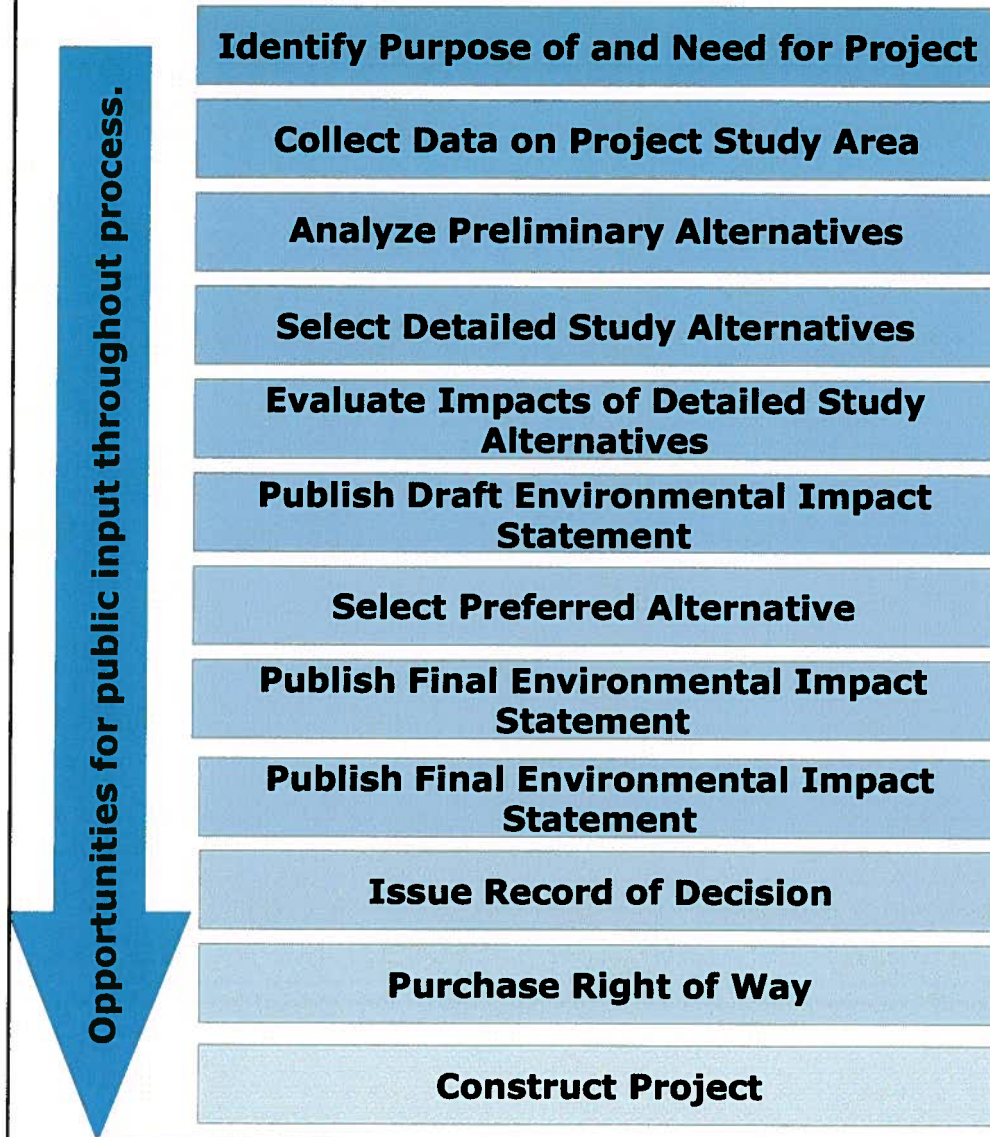 Opportunities for public input throughout process.
Identify Purpose of and Need for Project
Collect Data on Project Study Area
Analyze Preliminary Alternatives
Select Detailed Study Alternatives
Evaluate Impacts of Detailed Study
Alternatives
Publish Draft Environmental Impact
Statement
Select Preferred Alternative
Publish Final Environmental Impact
Statement
Publish Final Environmental Impact
Statement
Issue Record of Decision
Purchase Right of Way
Construct Project